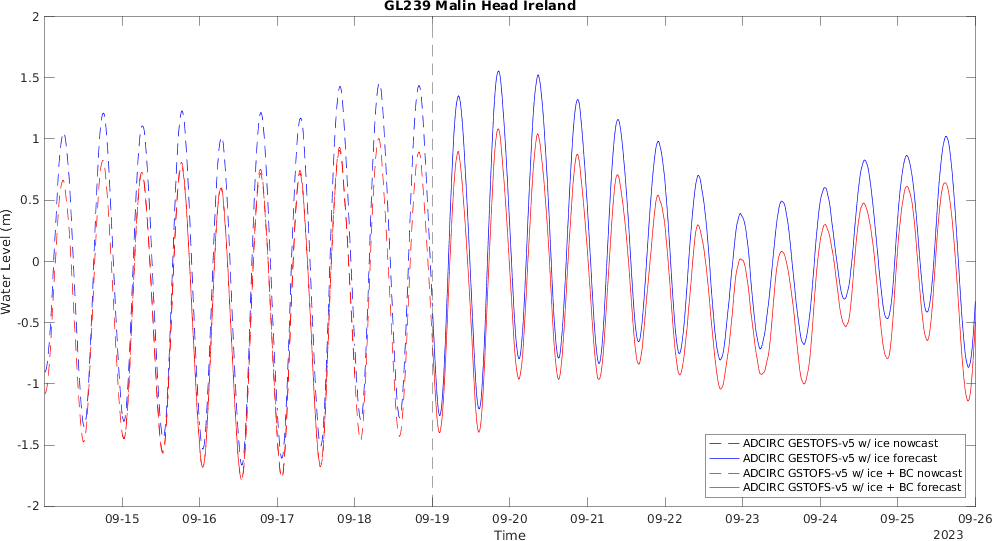 GL239 Malin Head Ireland
2
1.5
1
0.5
0
-0.5
-1
-1.5
-2
Water Level (m)
ADCIRC GESTOFS-v5 w/ ice nowcast
ADCIRC GESTOFS-v5 w/ ice forecast
ADCIRC GSTOFS-v5 w/ ice + BC nowcast
ADCIRC GSTOFS-v5 w/ ice + BC forecast
09-15 09-16 09-17 09-18 09-19 09-20 09-21 09-22 09-23 09-24 09-25 09-26
Time
2023